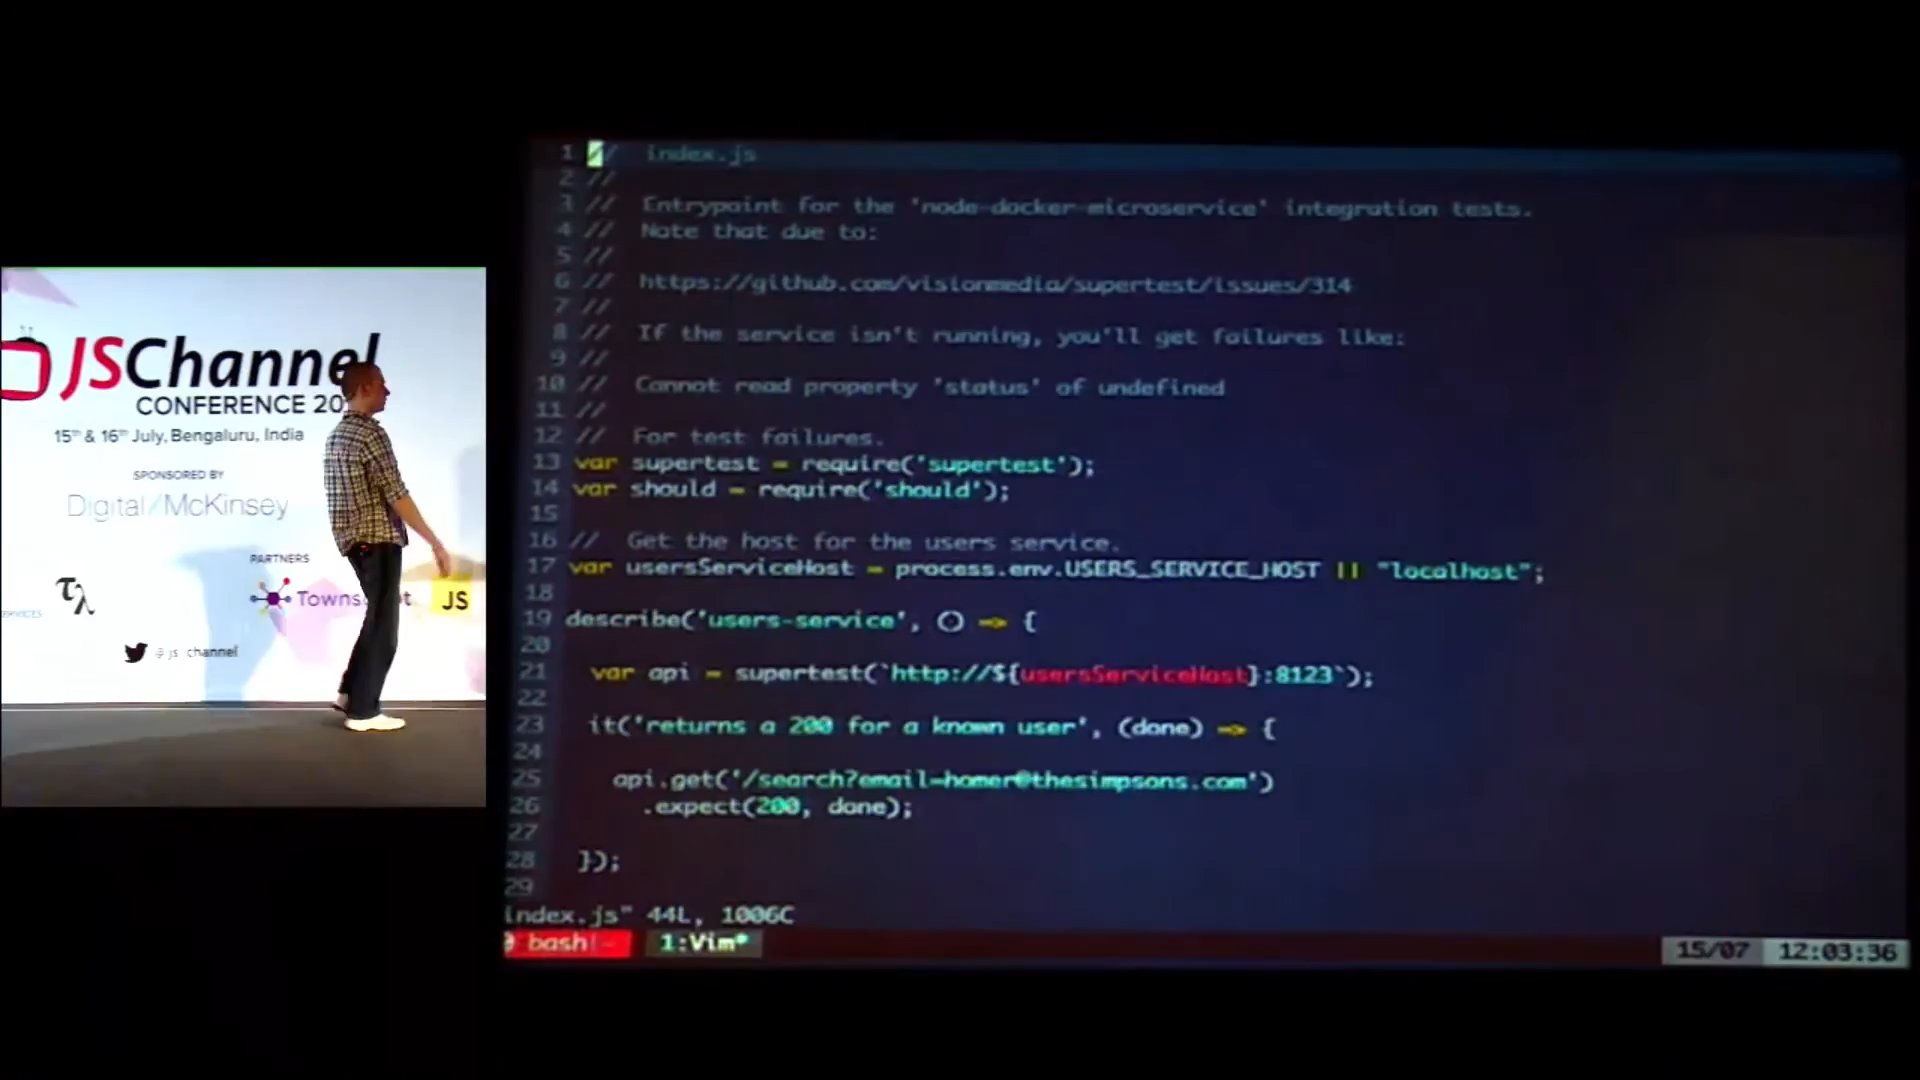 JSChannel
CONFERENCE 20
15th & 16th July, Bengaluru, India
SPONSORED BY
Digital/McKinsey
PARTNERS
τλ
JS
@ js_channel
1 // index.js
2 //
3 // Entrypoint for the 'node-docker-microservice' integration tests.
4 // Note that due to:
5 //
6 // https://github.com/visionmedia/supertest/issues/314
7 //
8 // If the service isn't running, you'll get failures like:
9 //
10 // Cannot read property 'status' of undefined
11 //
12 // For test failures.
13 var supertest = require('supertest');
14 var should = require('should');
15
16 // Get the host for the users service.
17 var usersServiceHost = process.env.USERS_SERVICE_HOST || "localhost";
18
19 describe('users-service', () => {
20
21 var api = supertest(`http://${usersServiceHost}:8123`);
22
23 it('returns a 200 for a known user', (done) => {
24
25 api.get('/search?email=homer@thesimpsons.com')
26 .expect(200, done);
27
28 });
29
index.js" 44L, 1006C
bash 1:Vim* 15/07 12:03:36